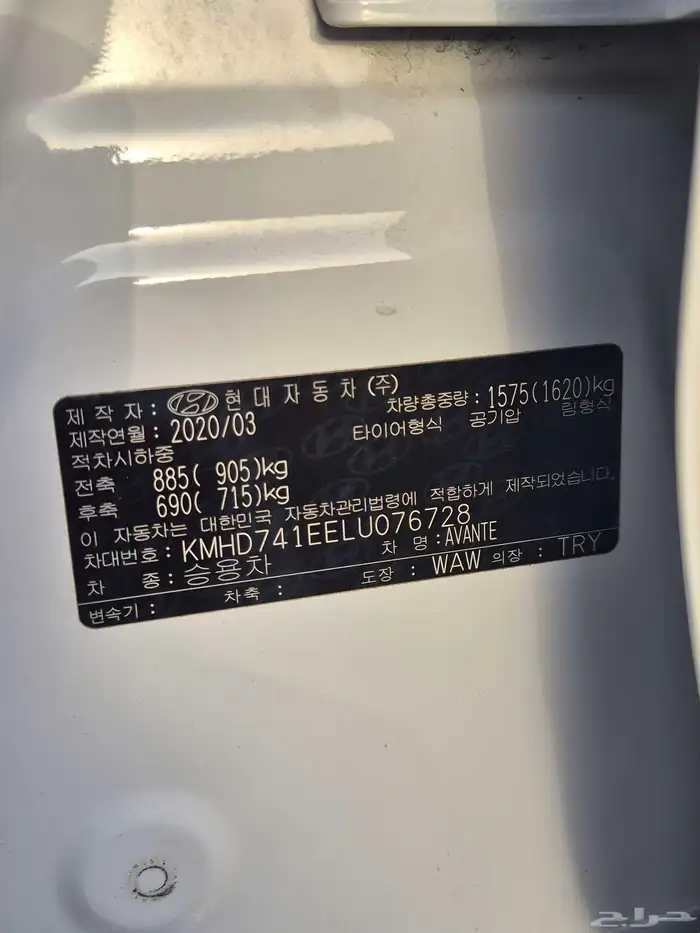 제 작 자 : 현 대 자 동 차 (주)
제작연월 : 2020/03 차량총중량 : 1575(1620)kg
적차시하중 타이어형식 공기압 림형식
전축 885( 905)kg
후축 690( 715)kg
이 자동차는 대한민국 자동차관리법령에 적합하게 제작되었습니다.
차대번호 : KMHD741EELU076728
차 종 : 승용차 차 명 : AVANTE
변속기 : 차축 : 도장 : WAW 의장 : TRY
حراج